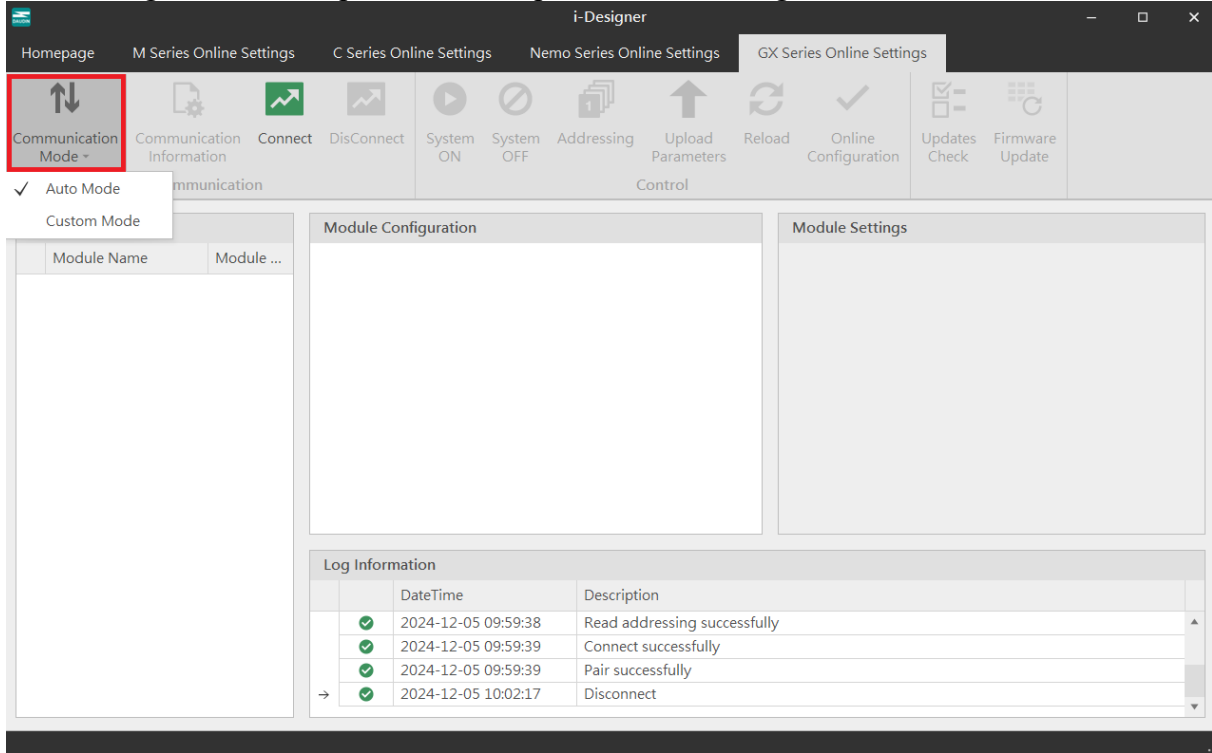 i-Designer
DAUDIN
Homepage M Series Online Settings C Series Online Settings Nemo Series Online Settings GX Series Online Settings
Communication Mode
Communication Information
Connect
DisConnect
System ON
System OFF
Addressing
Upload Parameters
Reload
Online Configuration
Updates Check
Firmware Update
mmunication
Control
✓ Auto Mode
Custom Mode
Module Configuration
Module Settings
Module Name Module ...
Log Information
DateTime Description
2024-12-05 09:59:38 Read addressing successfully
2024-12-05 09:59:39 Connect successfully
2024-12-05 09:59:39 Pair successfully
→ 2024-12-05 10:02:17 Disconnect